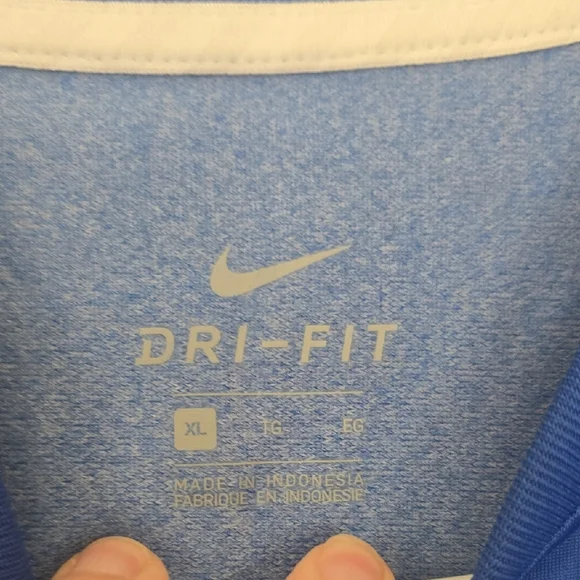 DRI-FIT
XL TG EG
MADE IN INDONESIA
FABRIQUE EN INDONESIE